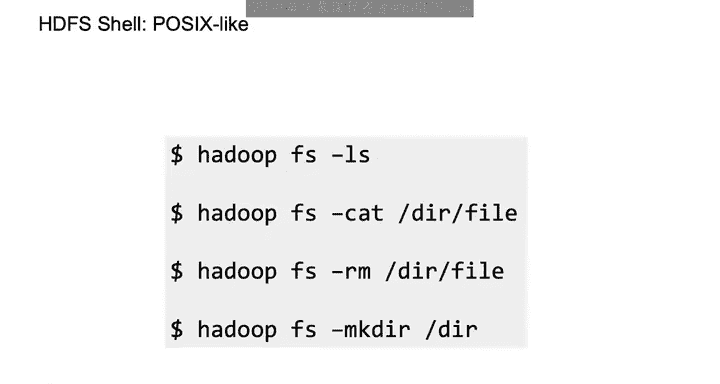 HDFS Shell: POSIX-like
$ hadoop fs –ls
$ hadoop fs –cat /dir/file
$ hadoop fs –rm /dir/file
$ hadoop fs –mkdir /dir